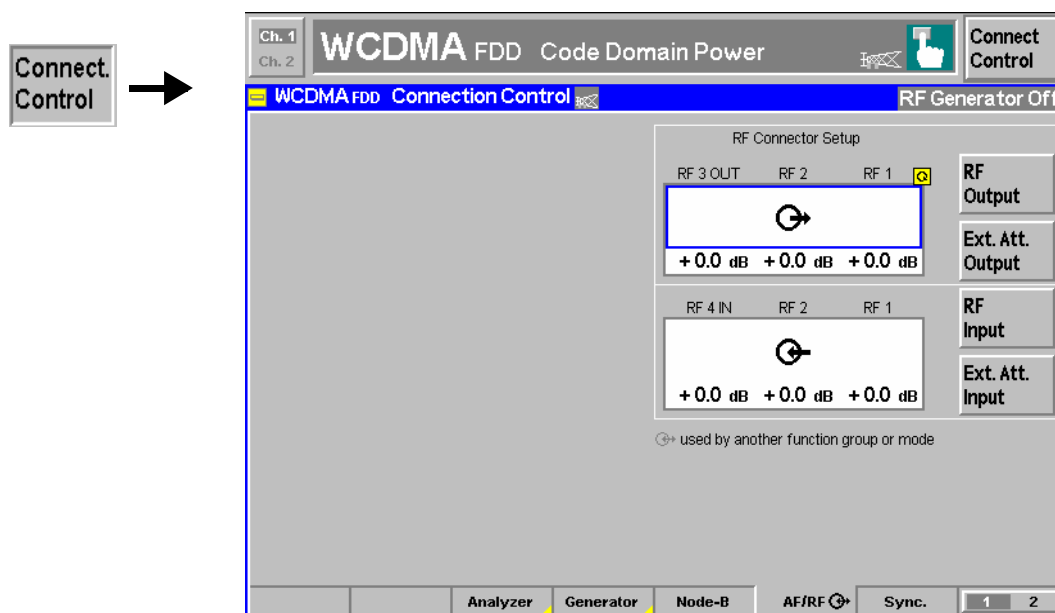 Connect.
Control
Ch. 1
Ch. 2
WCDMA FDD Code Domain Power
Connect
Control
WCDMA FDD Connection Control
RF Generator Off
RF Connector Setup
RF 3 OUT RF 2 RF 1
+ 0.0 dB + 0.0 dB + 0.0 dB
RF
Output
Ext. Att.
Output
RF 4 IN RF 2 RF 1
+ 0.0 dB + 0.0 dB + 0.0 dB
RF
Input
Ext. Att.
Input
used by another function group or mode
Analyzer Generator Node-B AF/RF Sync. 1 2